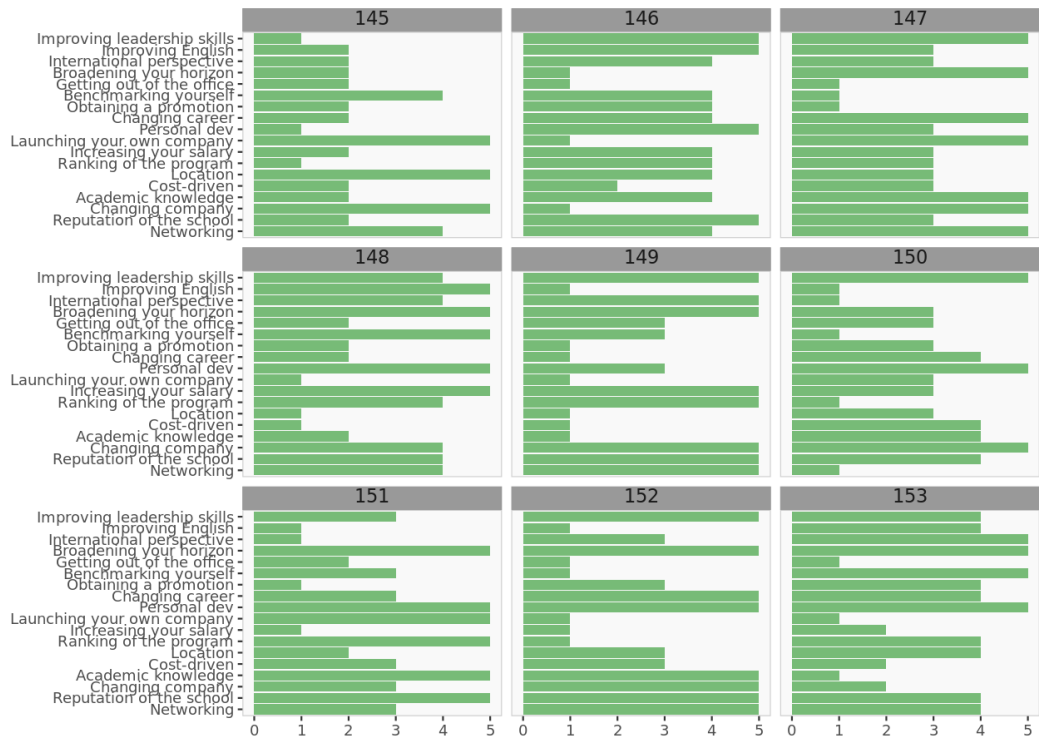 145 146 147
Improving leadership skills
Improving English
International perspective
Broadening your horizon
Getting out of the office
Benchmarking yourself
Obtaining a promotion
Changing career
Personal dev
Launching your own company
Increasing your salary
Ranking of the program
Location
Cost-driven
Academic knowledge
Changing company
Reputation of the school
Networking
148 149 150
Improving leadership skills
Improving English
International perspective
Broadening your horizon
Getting out of the office
Benchmarking yourself
Obtaining a promotion
Changing career
Personal dev
Launching your own company
Increasing your salary
Ranking of the program
Location
Cost-driven
Academic knowledge
Changing company
Reputation of the school
Networking
151 152 153
Improving leadership skills
Improving English
International perspective
Broadening your horizon
Getting out of the office
Benchmarking yourself
Obtaining a promotion
Changing career
Personal dev
Launching your own company
Increasing your salary
Ranking of the program
Location
Cost-driven
Academic knowledge
Changing company
Reputation of the school
Networking
0 1 2 3 4 5 0 1 2 3 4 5 0 1 2 3 4 5